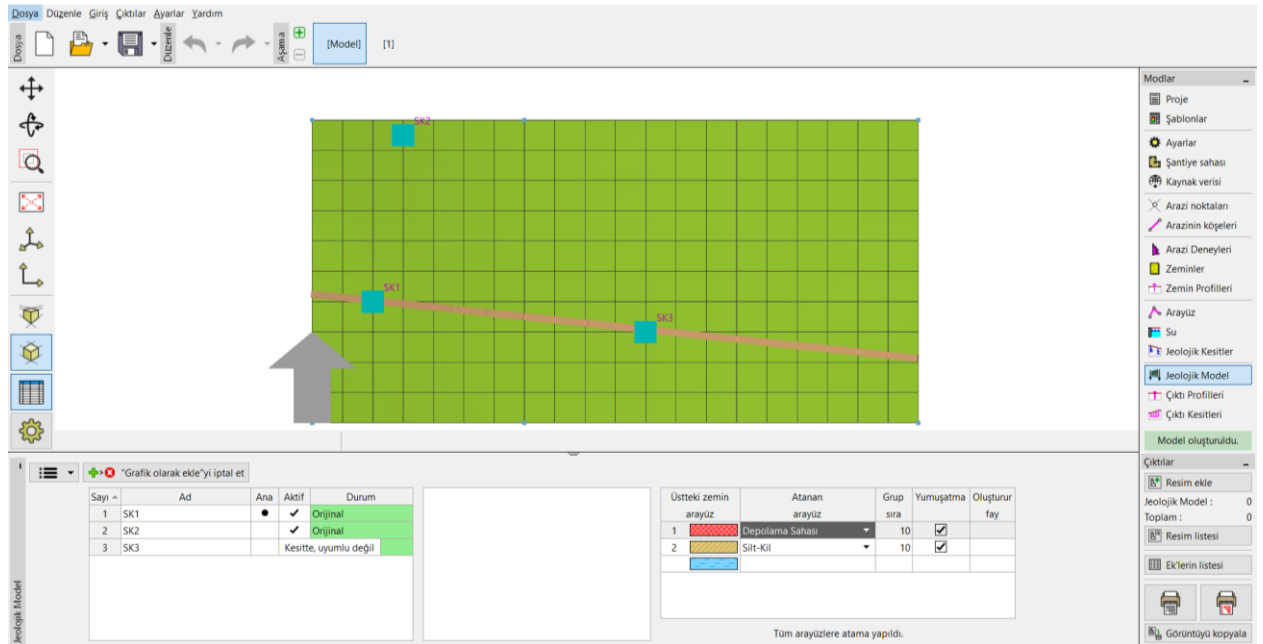 Dosya Düzenle Giriş Çıktılar Ayarlar Yardım
Dosya
Düzenle
Aşama
[Model]
[1]
SK2
SK1
SK3
Modlar
Proje
Şablonlar
Ayarlar
Şantiye sahası
Kaynak verisi
Arazi noktaları
Arazinin köşeleri
Arazi Deneyleri
Zeminler
Zemin Profilleri
Arayüz
Su
Jeolojik Kesitler
Jeolojik Model
Çıktı Profilleri
Çıktı Kesitleri
Model oluşturuldu.
Jeolojik Model
"Grafik olarak ekle"yi iptal et
Sayı Ad Ana Aktif Durum
1 SK1 Orijinal
2 SK2 Orijinal
3 SK3 Kesitte, uyumlu değil
Üstteki zemin Atanan Grup Yumuşatma Oluşturur
arayüz arayüz sıra fay
1 Depolama Sahası 10
2 Silt-Kil 10
Tüm arayüzlere atama yapıldı.
Çıktılar
Resim ekle
Jeolojik Model : 0
Toplam : 0
Resim listesi
Ek'lerin listesi
Görüntüyü kopyala